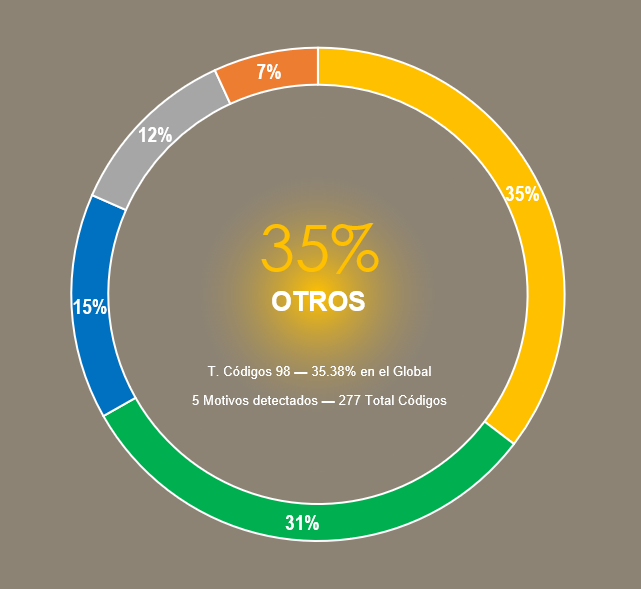 7%
12%
35%
35%
OTROS
15%
T. Códigos 98 — 35.38% en el Global
5 Motivos detectados — 277 Total Códigos
31%